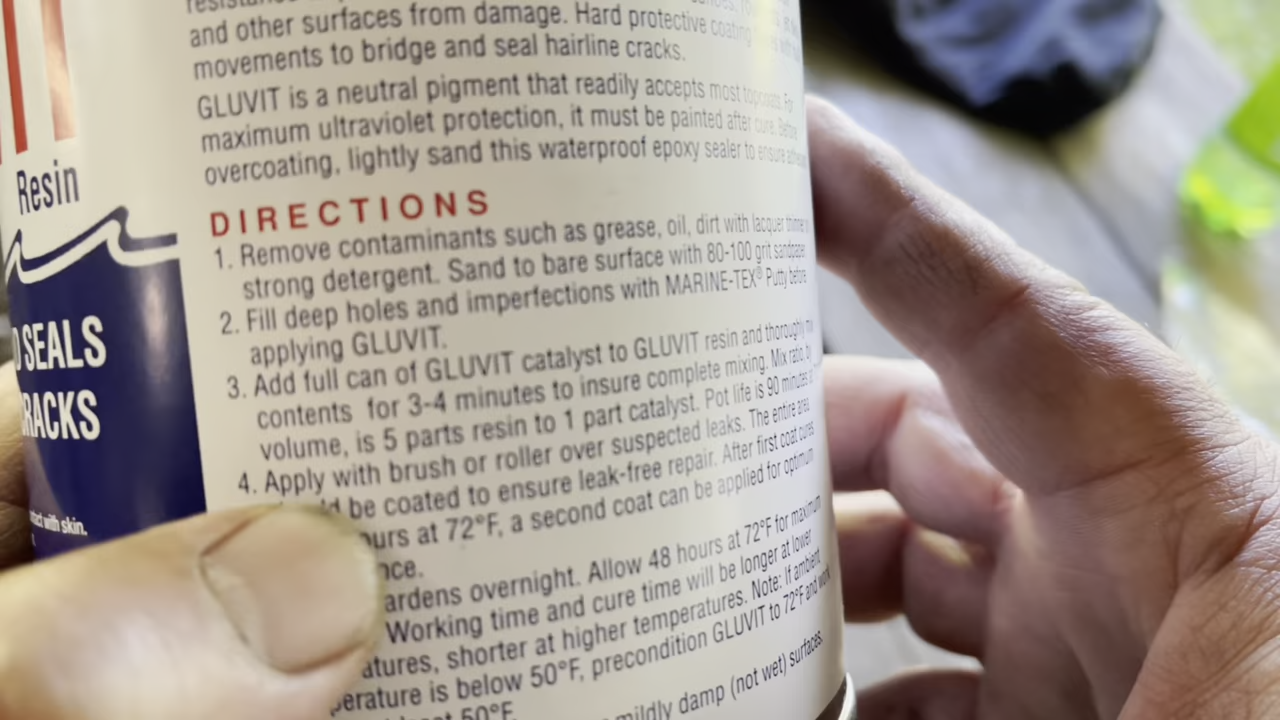 and other surfaces from damage. Hard protective coating
movements to bridge and seal hairline cracks.
GLUVIT is a neutral pigment that readily accepts most topcoats. For
maximum ultraviolet protection, it must be painted after cure. Before
overcoating, lightly sand this waterproof epoxy sealer to ensure
Resin
DIRECTIONS
1. Remove contaminants such as grease, oil, dirt with lacquer thinner
strong detergent. Sand to bare surface with 80-100 grit sandpaper
2. Fill deep holes and imperfections with MARINE-TEX® Putty before
applying GLUVIT.
3. Add full can of GLUVIT catalyst to GLUVIT resin and thoroughly
contents for 3-4 minutes to insure complete mixing. Mix ratio, by
volume, is 5 parts resin to 1 part catalyst. Pot life is 90 minutes
4. Apply with brush or roller over suspected leaks. The entire area
be coated to ensure leak-free repair. After first coat cures
at 72°F, a second coat can be applied for optimum
overnight. Allow 48 hours at 72°F for maximum
Working time and cure time will be longer at lower
shorter at higher temperatures. Note: If ambient
is below 50°F, precondition GLUVIT to 72°F and work
50°F.
mildly damp (not wet) surfaces.
SEALS
with skin.